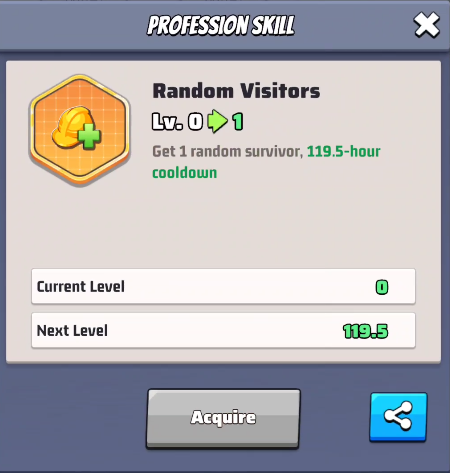 PROFESSION SKILL
Random Visitors
Lv. 0 1
Get 1 random survivor, 119.5-hour
cooldown
Current Level 0
Next Level 119.5
Acquire